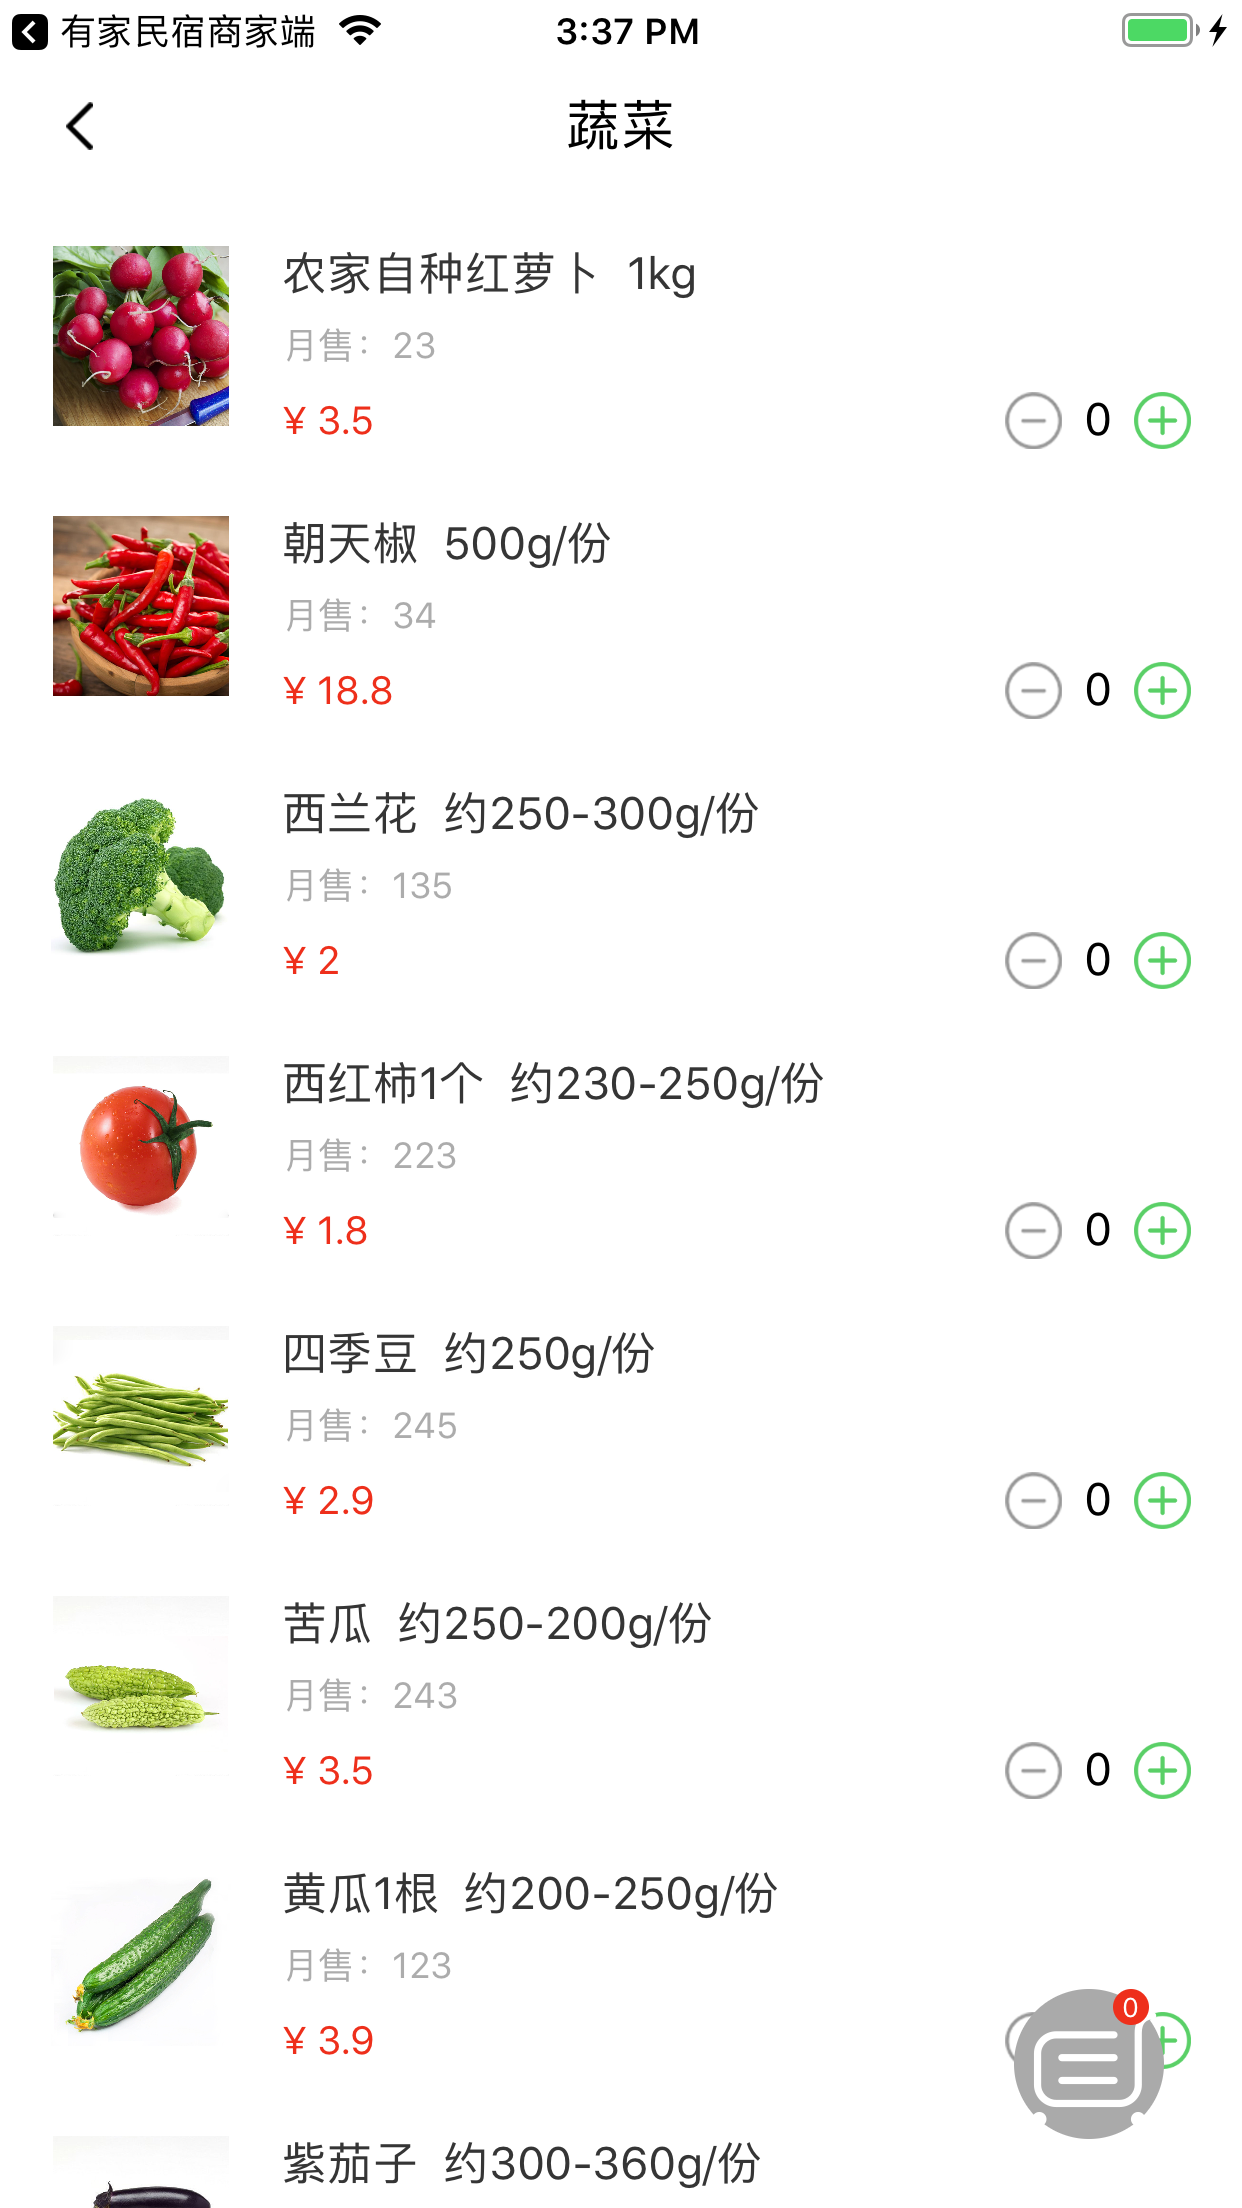 有家民宿商家端 3:37 PM
蔬菜
农家自种红萝卜 1kg
月售: 23
¥ 3.5
0
朝天椒 500g/份
月售: 34
¥ 18.8
0
西兰花 约250-300g/份
月售: 135
¥ 2
0
西红柿1个 约230-250g/份
月售: 223
¥ 1.8
0
四季豆 约250g/份
月售: 245
¥ 2.9
0
苦瓜 约250-200g/份
月售: 243
¥ 3.5
0
黄瓜1根 约200-250g/份
月售: 123
0
¥ 3.9
紫茄子 约300-360g/份